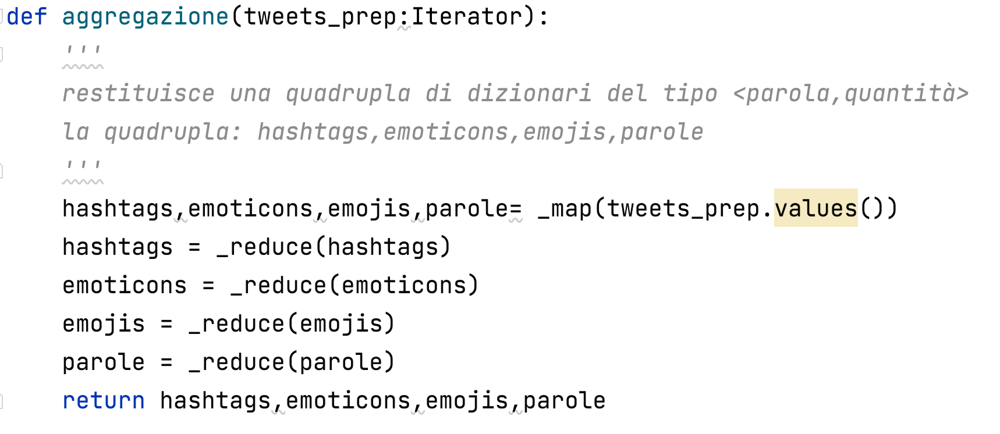 def aggregazione(tweets_prep:Iterator):
    '''
    restituisce una quadrupla di dizionari del tipo <parola,quantità>
    la quadrupla: hashtags,emoticons,emojis,parole
    '''
    hashtags,emoticons,emojis,parole= _map(tweets_prep.values())
    hashtags = _reduce(hashtags)
    emoticons = _reduce(emoticons)
    emojis = _reduce(emojis)
    parole = _reduce(parole)
    return hashtags,emoticons,emojis,parole